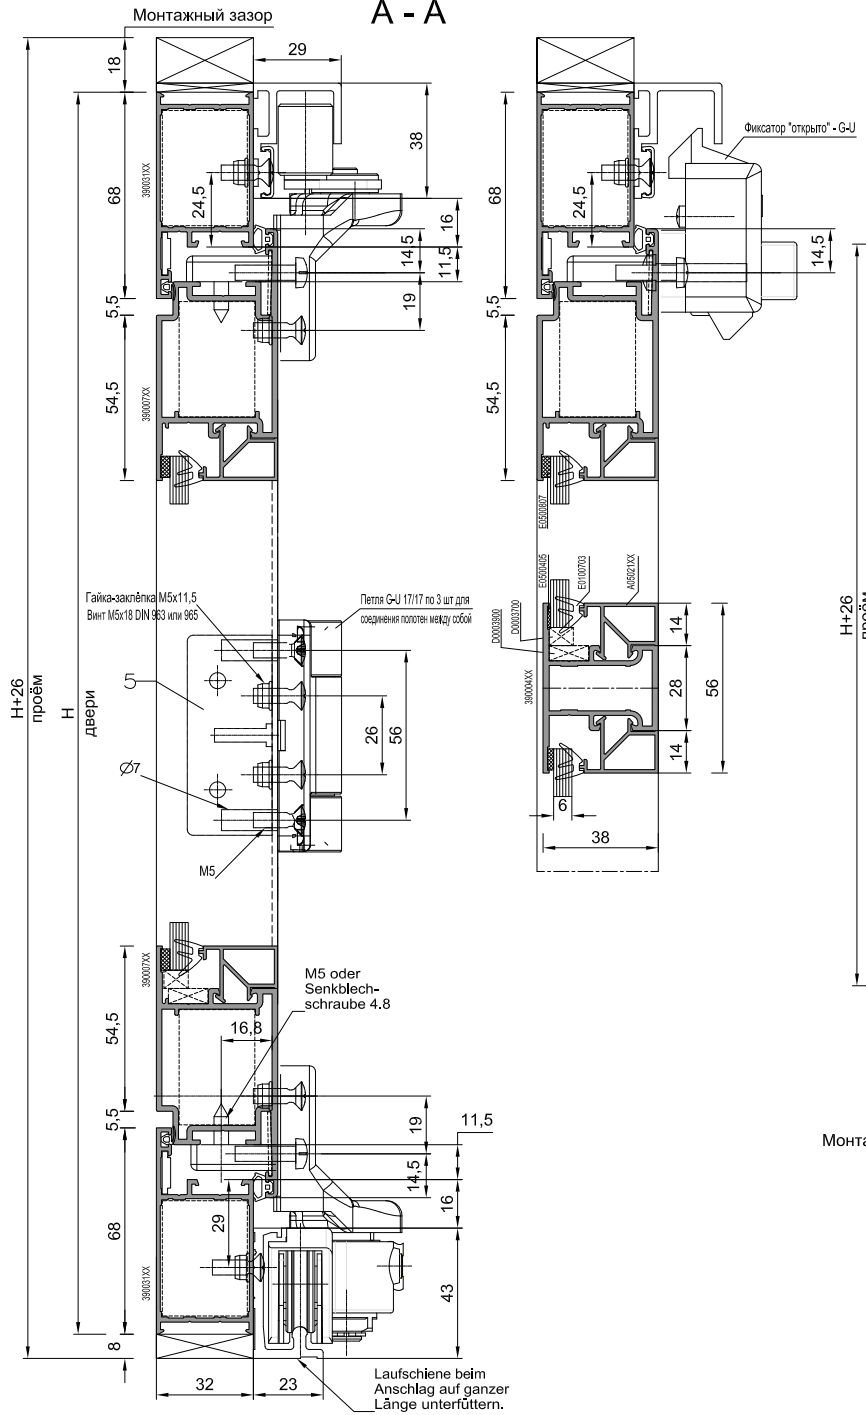 A - A
Монтажный зазор
29
18
38
68
390031XX
24,5
16
14,5
11,5
19
5,5
54,5
390007XX
Фиксатор "открыто" - G-U
68
24,5
14,5
5,5
54,5
E0500807
E0500405
E0100703
A05021XX
D0003900
D0003700
390004XX
14
28
14
56
6
38
H+26
проём
H+26
проём
H
двери
Гайка-заклёпка M5x11,5
Винт M5x18 DIN 963 или 965
Петля G-U 17/17 по 3 шт для
соединения полотен между собой
5
Ø7
M5
26
56
390007XX
M5 oder
Senkblech-
schraube 4.8
16,8
54,5
5,5
19
11,5
14,5
16
68
29
390031XX
43
8
32
23
Laufschiene beim
Anschlag auf ganzer
Länge unterfüttern.
Монта